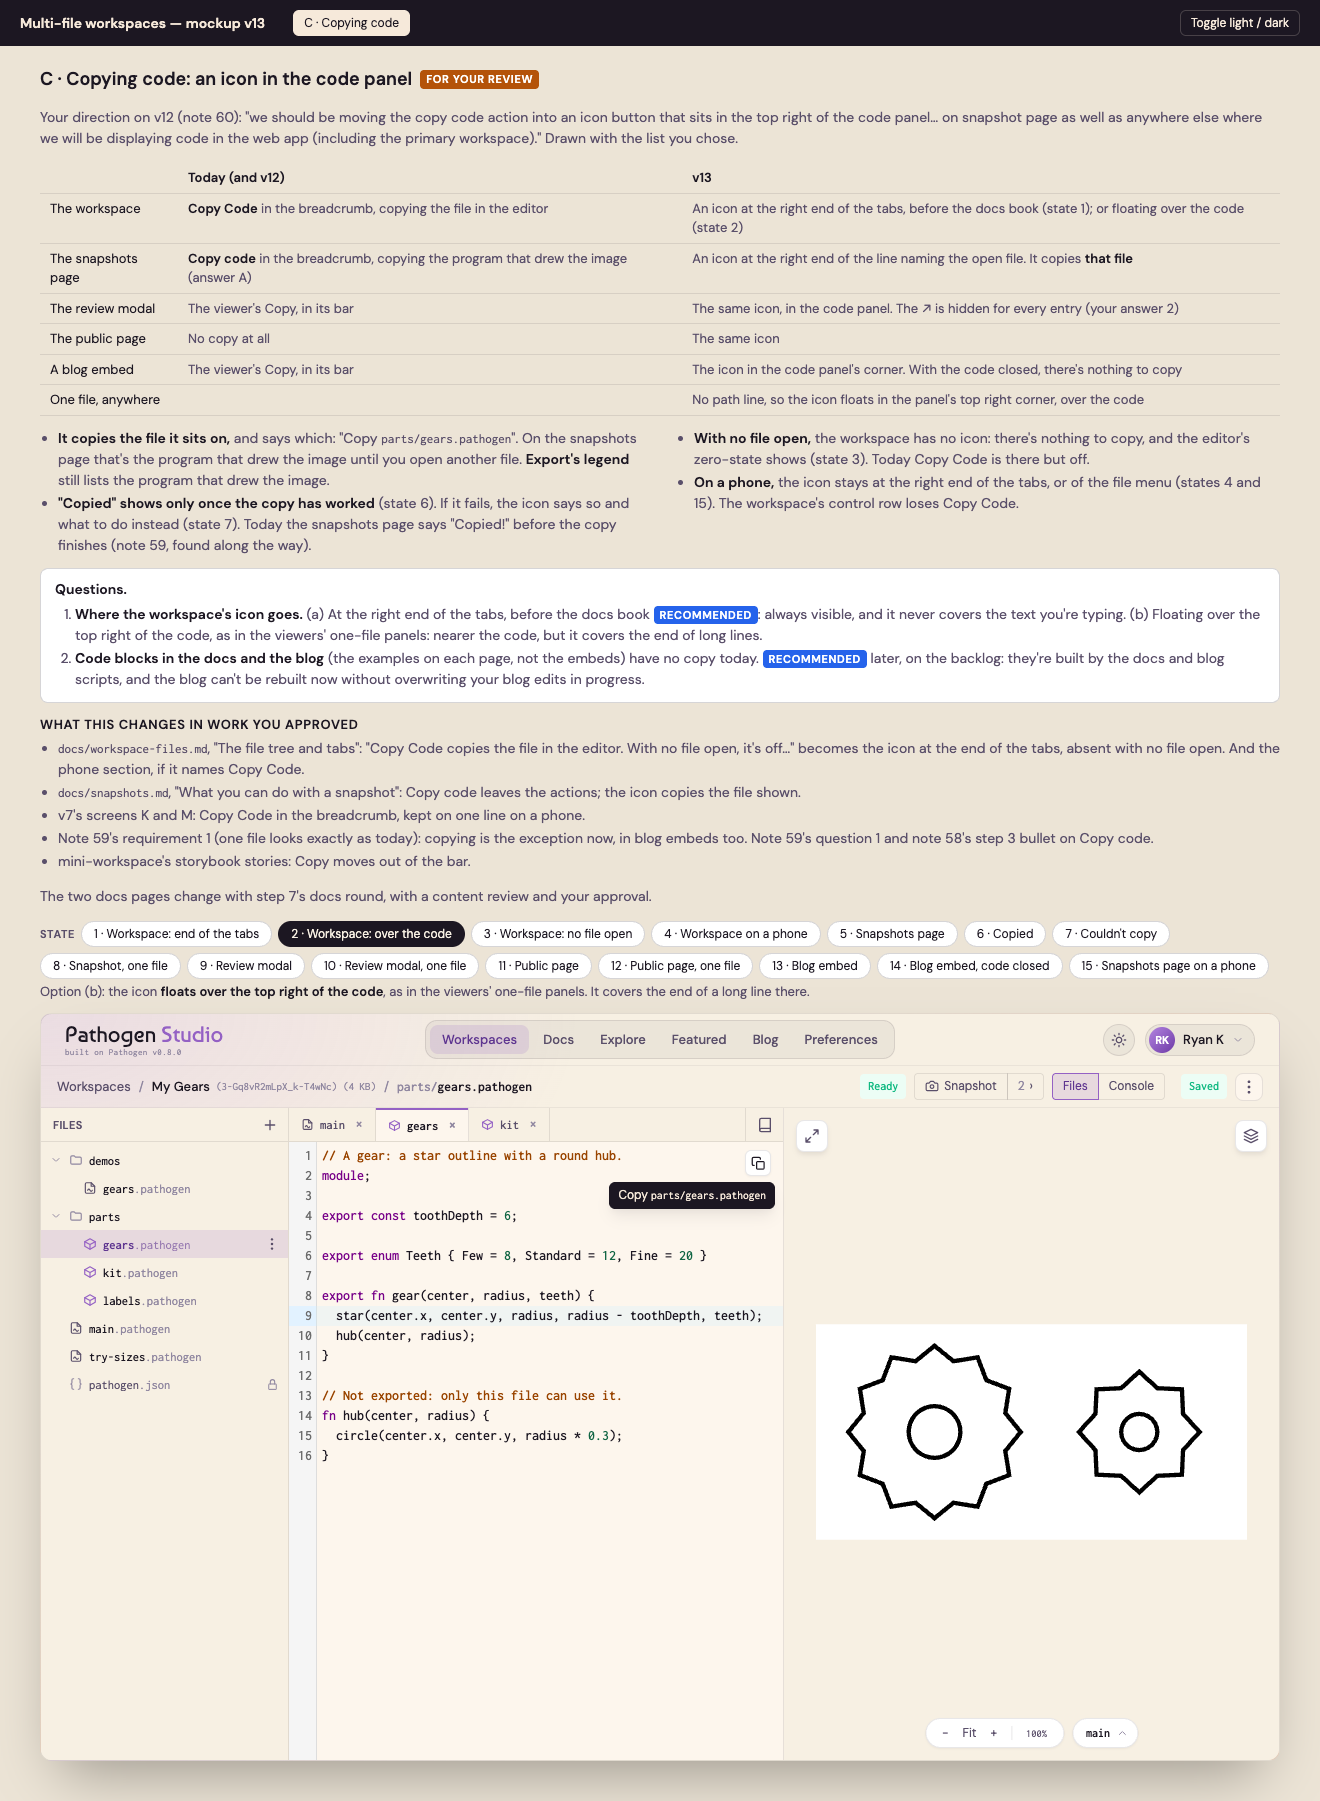 Multi-file workspaces — mockup v13
C · Copying code
Toggle light / dark
C · Copying code: an icon in the code panel FOR YOUR REVIEW
Your direction on v12 (note 60): "we should be moving the copy code action into an icon button that sits in the top right of the code panel… on snapshot page as well as anywhere else where
we will be displaying code in the web app (including the primary workspace)." Drawn with the list you chose.
Today (and v12)
v13
The workspace
Copy Code in the breadcrumb, copying the file in the editor
An icon at the right end of the tabs, before the docs book (state 1); or floating over the code
(state 2)
The snapshots
page
Copy code in the breadcrumb, copying the program that drew the image
(answer A)
An icon at the right end of the line naming the open file. It copies that file
The review modal
The viewer's Copy, in its bar
The same icon, in the code panel. The ↗ is hidden for every entry (your answer 2)
The public page
No copy at all
The same icon
A blog embed
The viewer's Copy, in its bar
The icon in the code panel's corner. With the code closed, there's nothing to copy
One file, anywhere
No path line, so the icon floats in the panel's top right corner, over the code
• It copies the file it sits on, and says which: "Copy parts/gears.pathogen". On the snapshots
page that's the program that drew the image until you open another file. Export's legend
still lists the program that drew the image.
• "Copied" shows only once the copy has worked (state 6). If it fails, the icon says so and
what to do instead (state 7). Today the snapshots page says "Copied!" before the copy
finishes (note 59, found along the way).
• With no file open, the workspace has no icon: there's nothing to copy, and the editor's
zero-state shows (state 3). Today Copy Code is there but off.
• On a phone, the icon stays at the right end of the tabs, or of the file menu (states 4 and
15). The workspace's control row loses Copy Code.
Questions.
1. Where the workspace's icon goes. (a) At the right end of the tabs, before the docs book RECOMMENDED: always visible, and it never covers the text you're typing. (b) Floating over the
top right of the code, as in the viewers' one-file panels: nearer the code, but it covers the end of long lines.
2. Code blocks in the docs and the blog (the examples on each page, not the embeds) have no copy today. RECOMMENDED later, on the backlog: they're built by the docs and blog
scripts, and the blog can't be rebuilt now without overwriting your blog edits in progress.
WHAT THIS CHANGES IN WORK YOU APPROVED
• docs/workspace-files.md, "The file tree and tabs": "Copy Code copies the file in the editor. With no file open, it's off…" becomes the icon at the end of the tabs, absent with no file open. And the
phone section, if it names Copy Code.
• docs/snapshots.md, "What you can do with a snapshot": Copy code leaves the actions; the icon copies the file shown.
• v7's screens K and M: Copy Code in the breadcrumb, kept on one line on a phone.
• Note 59's requirement 1 (one file looks exactly as today): copying is the exception now, in blog embeds too. Note 59's question 1 and note 58's step 3 bullet on Copy code.
• mini-workspace's storybook stories: Copy moves out of the bar.
The two docs pages change with step 7's docs round, with a content review and your approval.
STATE
1 · Workspace: end of the tabs
2 · Workspace: over the code
3 · Workspace: no file open
4 · Workspace on a phone
5 · Snapshots page
6 · Copied
7 · Couldn't copy
8 · Snapshot, one file
9 · Review modal
10 · Review modal, one file
11 · Public page
12 · Public page, one file
13 · Blog embed
14 · Blog embed, code closed
15 · Snapshots page on a phone
Option (b): the icon floats over the top right of the code, as in the viewers' one-file panels. It covers the end of a long line there.
Pathogen Studio
built on Pathogen v0.8.0
Workspaces
Docs
Explore
Featured
Blog
Preferences
RK Ryan K
Workspaces / My Gears (3-Gq8vR2mLpX_k-T4wNc) (4 KB) / parts/gears.pathogen
Ready
Snapshot
2 ›
Files
Console
Saved
FILES
+
demos
gears.pathogen
parts
gears.pathogen
kit.pathogen
labels.pathogen
main.pathogen
try-sizes.pathogen
{} pathogen.json
main ×
gears ×
kit ×
1 // A gear: a star outline with a round hub.
2 module;
3
4 export const toothDepth = 6;
5
6 export enum Teeth { Few = 8, Standard = 12, Fine = 20 }
7
8 export fn gear(center, radius, teeth) {
9 star(center.x, center.y, radius, radius - toothDepth, teeth);
10 hub(center, radius);
11 }
12
13 // Not exported: only this file can use it.
14 fn hub(center, radius) {
15 circle(center.x, center.y, radius * 0.3);
16 }
Copy parts/gears.pathogen
− Fit + 100%
main